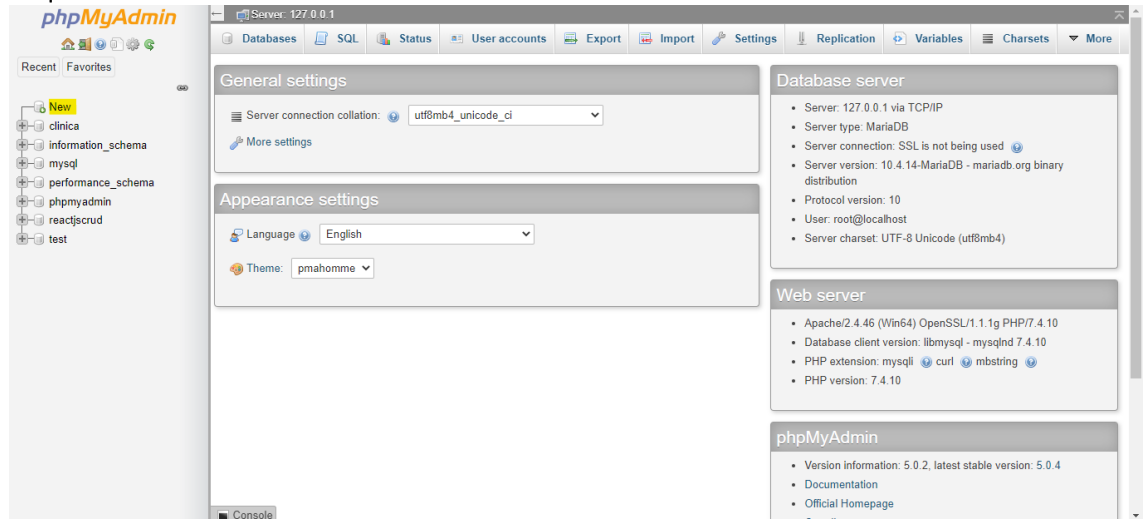 phpMyAdmin
Recent Favorites
New
clinica
information_schema
mysql
performance_schema
phpmyadmin
reactjscrud
test
Server: 127.0.0.1
Databases SQL Status User accounts Export Import Settings Replication Variables Charsets More
General settings
Server connection collation: utf8mb4_unicode_ci
More settings
Appearance settings
Language English
Theme: pmahomme
Database server
Server: 127.0.0.1 via TCP/IP
Server type: MariaDB
Server connection: SSL is not being used
Server version: 10.4.14-MariaDB - mariadb.org binary
distribution
Protocol version: 10
User: root@localhost
Server charset: UTF-8 Unicode (utf8mb4)
Web server
Apache/2.4.46 (Win64) OpenSSL/1.1.1g PHP/7.4.10
Database client version: libmysql - mysqlnd 7.4.10
PHP extension: mysqli curl mbstring
PHP version: 7.4.10
phpMyAdmin
Version information: 5.0.2, latest stable version: 5.0.4
Documentation
Official Homepage
Console